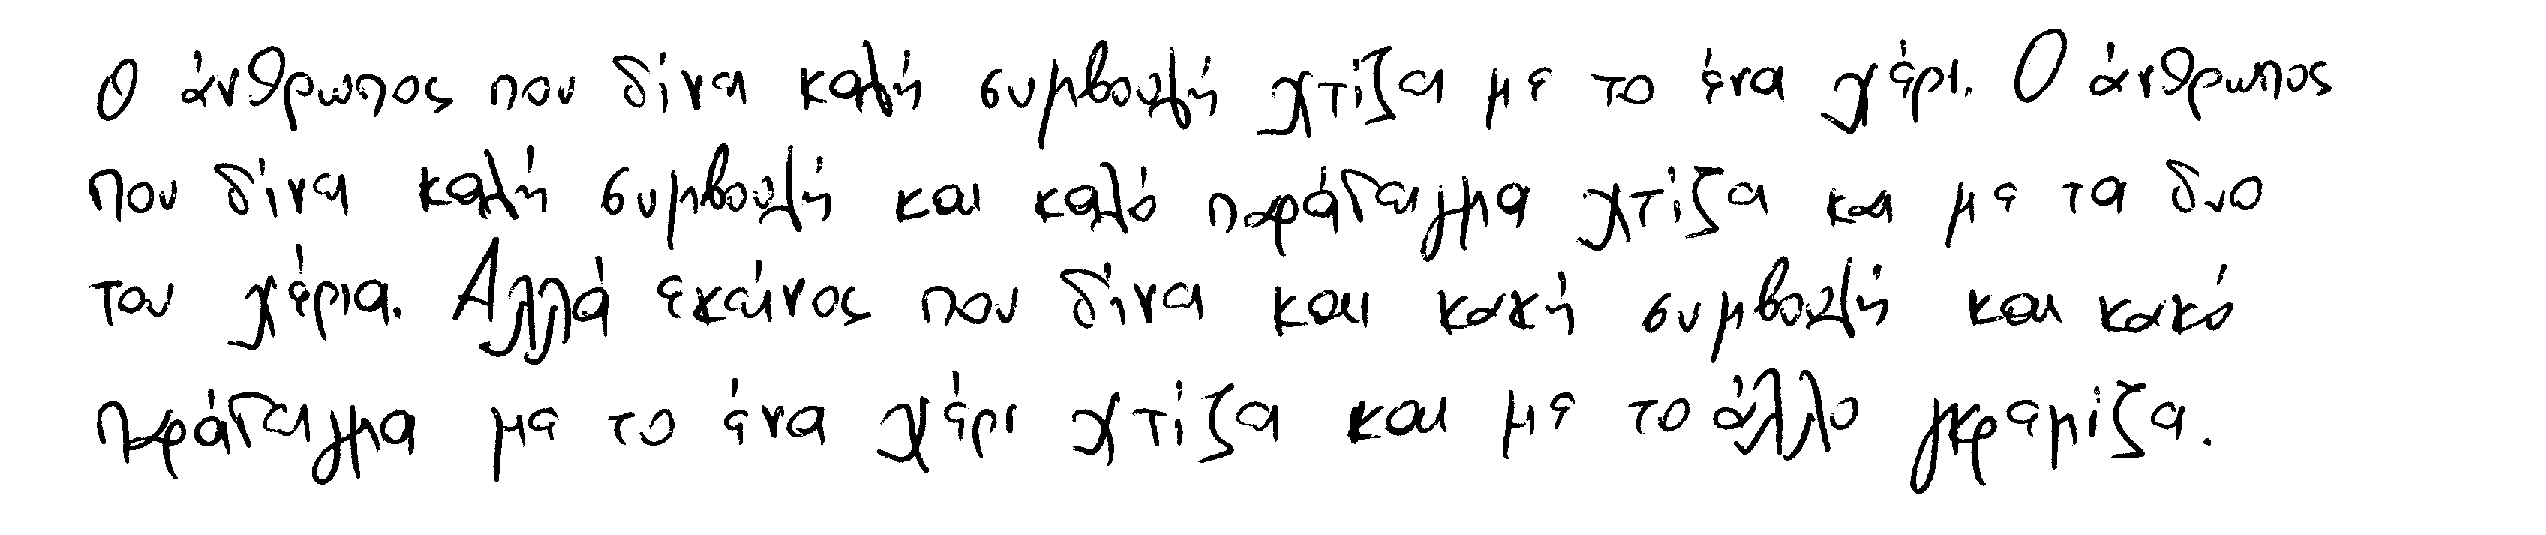 Ο άνθρωπος που δίνει καλή συμβουλή χτίζει με το ένα χέρι. Ο άνθρωπος
που δίνει καλή συμβουλή και καλό παράδειγμα χτίζει και με τα δυο
του χέρια. Αλλά εκείνος που δίνει και κακή συμβουλή και κακό
παράδειγμα με το ένα χέρι χτίζει και με το άλλο γκρεμίζει.